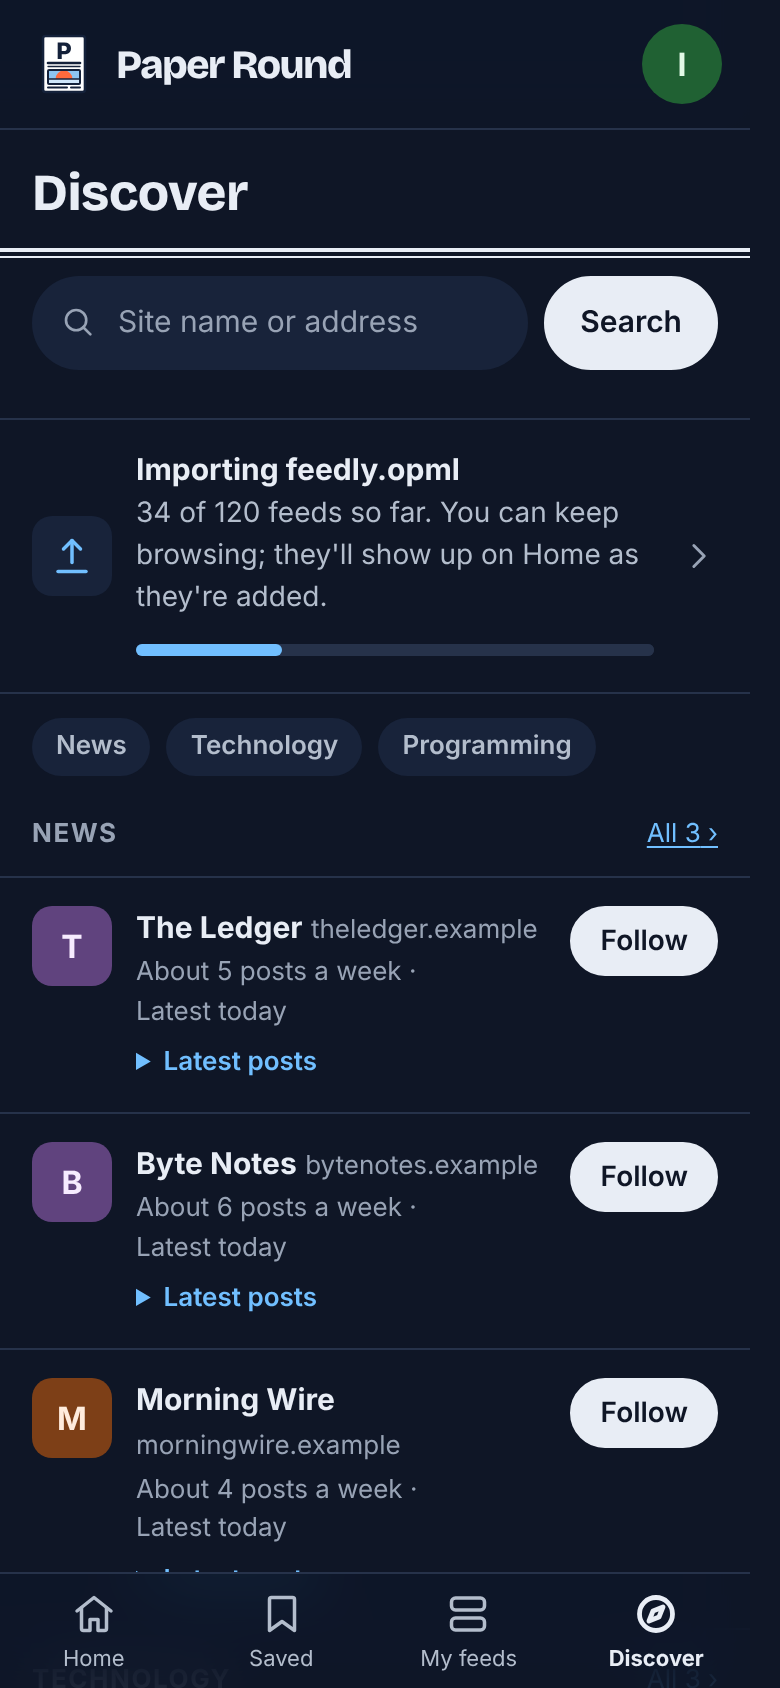 P
Paper Round
I
Discover
Site name or address
Search
Importing feedly.opml
34 of 120 feeds so far. You can keep
browsing; they'll show up on Home as
they're added.
News
Technology
Programming
NEWS
All 3 ›
T
The Ledger theledger.example
Follow
About 5 posts a week ·
Latest today
Latest posts
B
Byte Notes bytenotes.example
Follow
About 6 posts a week ·
Latest today
Latest posts
M
Morning Wire
Follow
morningwire.example
About 4 posts a week ·
Latest today
Home
Saved
My feeds
Discover
TECHNOLOGY
All 3 ›